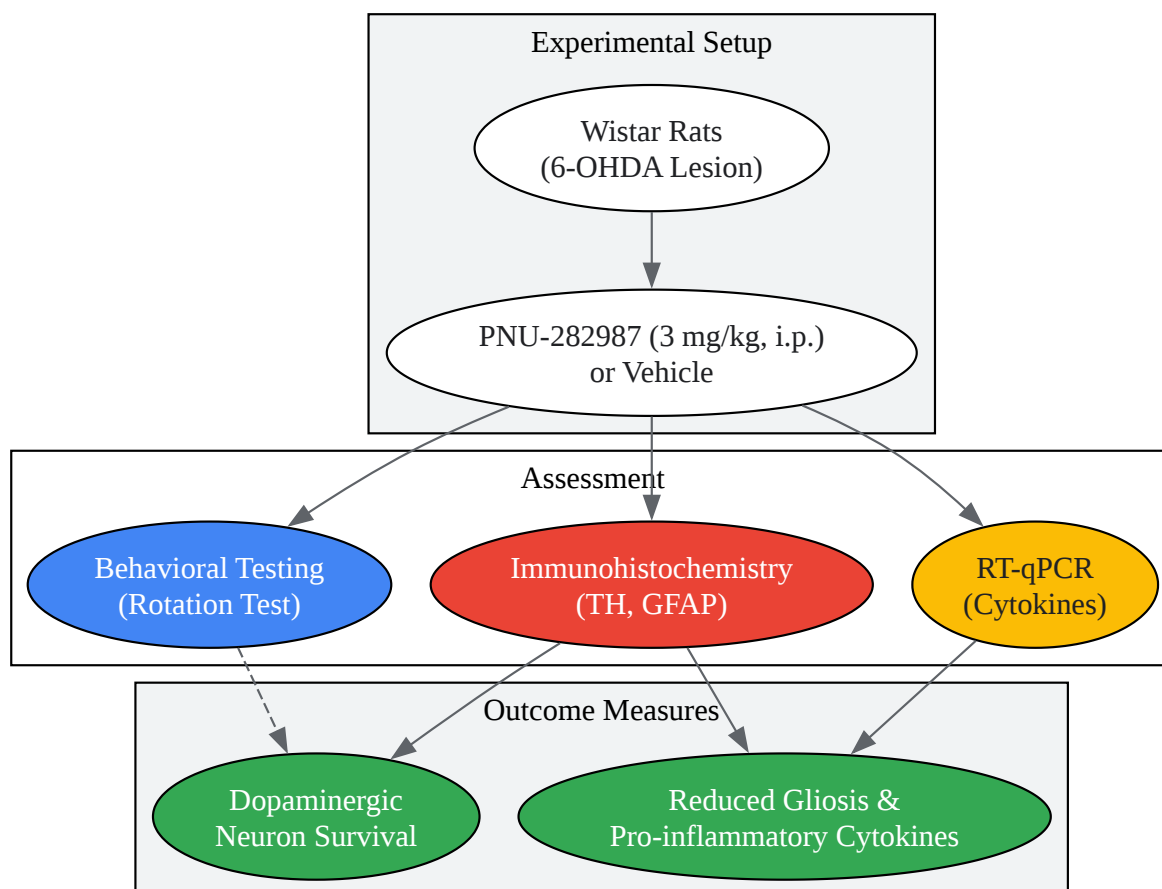 Experimental Setup
Wistar Rats
(6-OHDA Lesion)
PNU-282987 (3 mg/kg, i.p.)
or Vehicle
Assessment
Behavioral Testing
(Rotation Test)
Immunohistochemistry
(TH, GFAP)
RT-qPCR
(Cytokines)
Outcome Measures
Dopaminergic
Neuron Survival
Reduced Gliosis &
Pro-inflammatory Cytokines